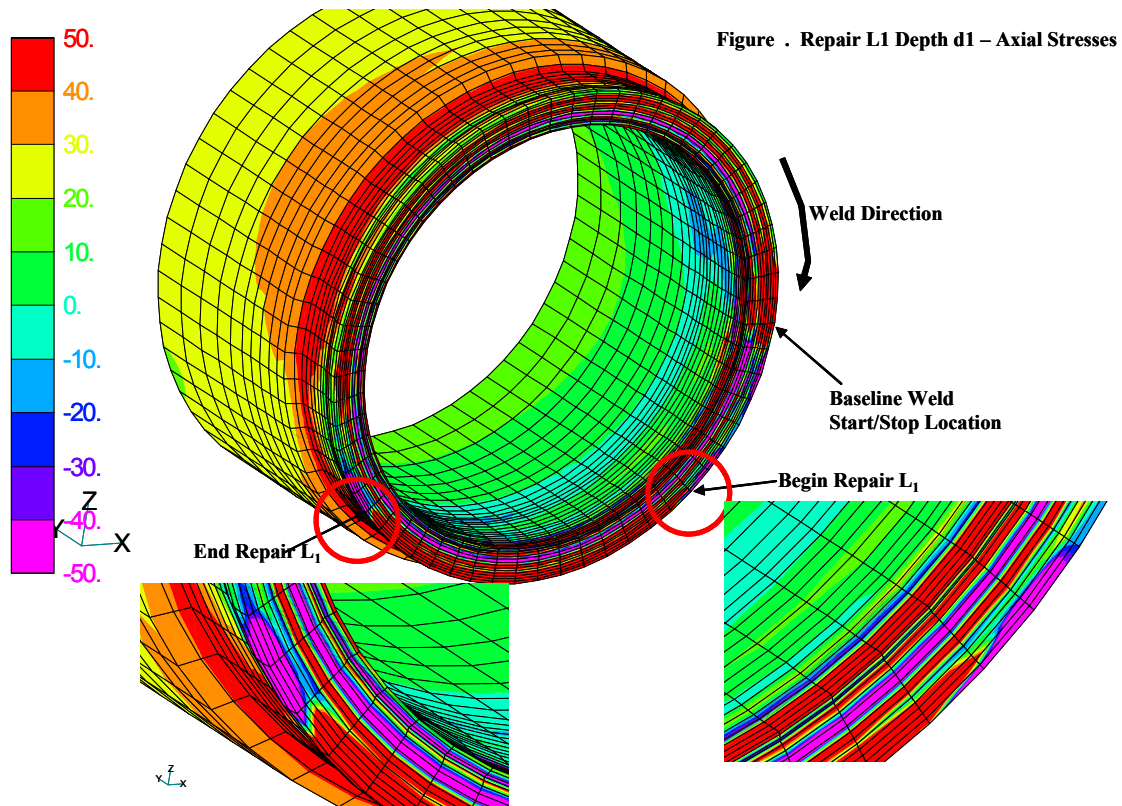 Figure . Repair L1 Depth d1 – Axial Stresses
50.
40.
30.
20.
10.
0.
-10.
-20.
-30.
-40.
-50.
Z
Y
X
Weld Direction
Baseline Weld
Start/Stop Location
Begin Repair L₁
End Repair L₁
Z
Y
X